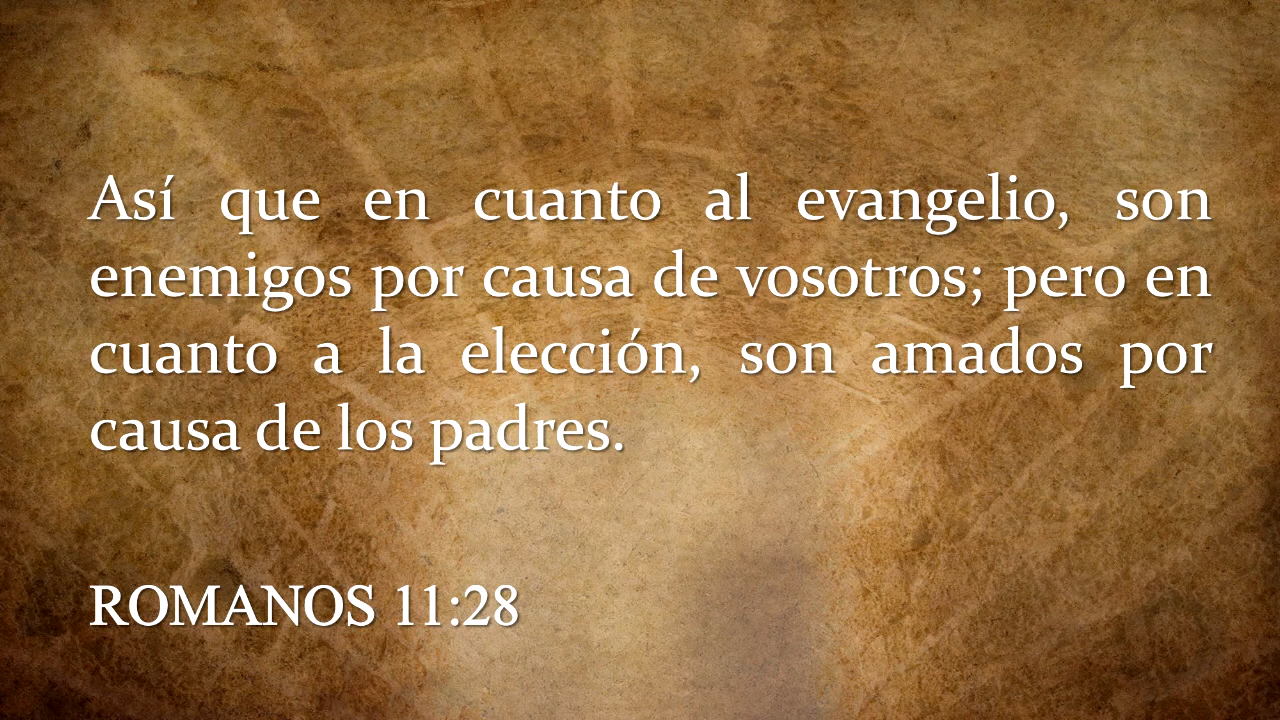 Así que en cuanto al evangelio, son
enemigos por causa de vosotros; pero en
cuanto a la elección, son amados por
causa de los padres.
ROMANOS 11:28